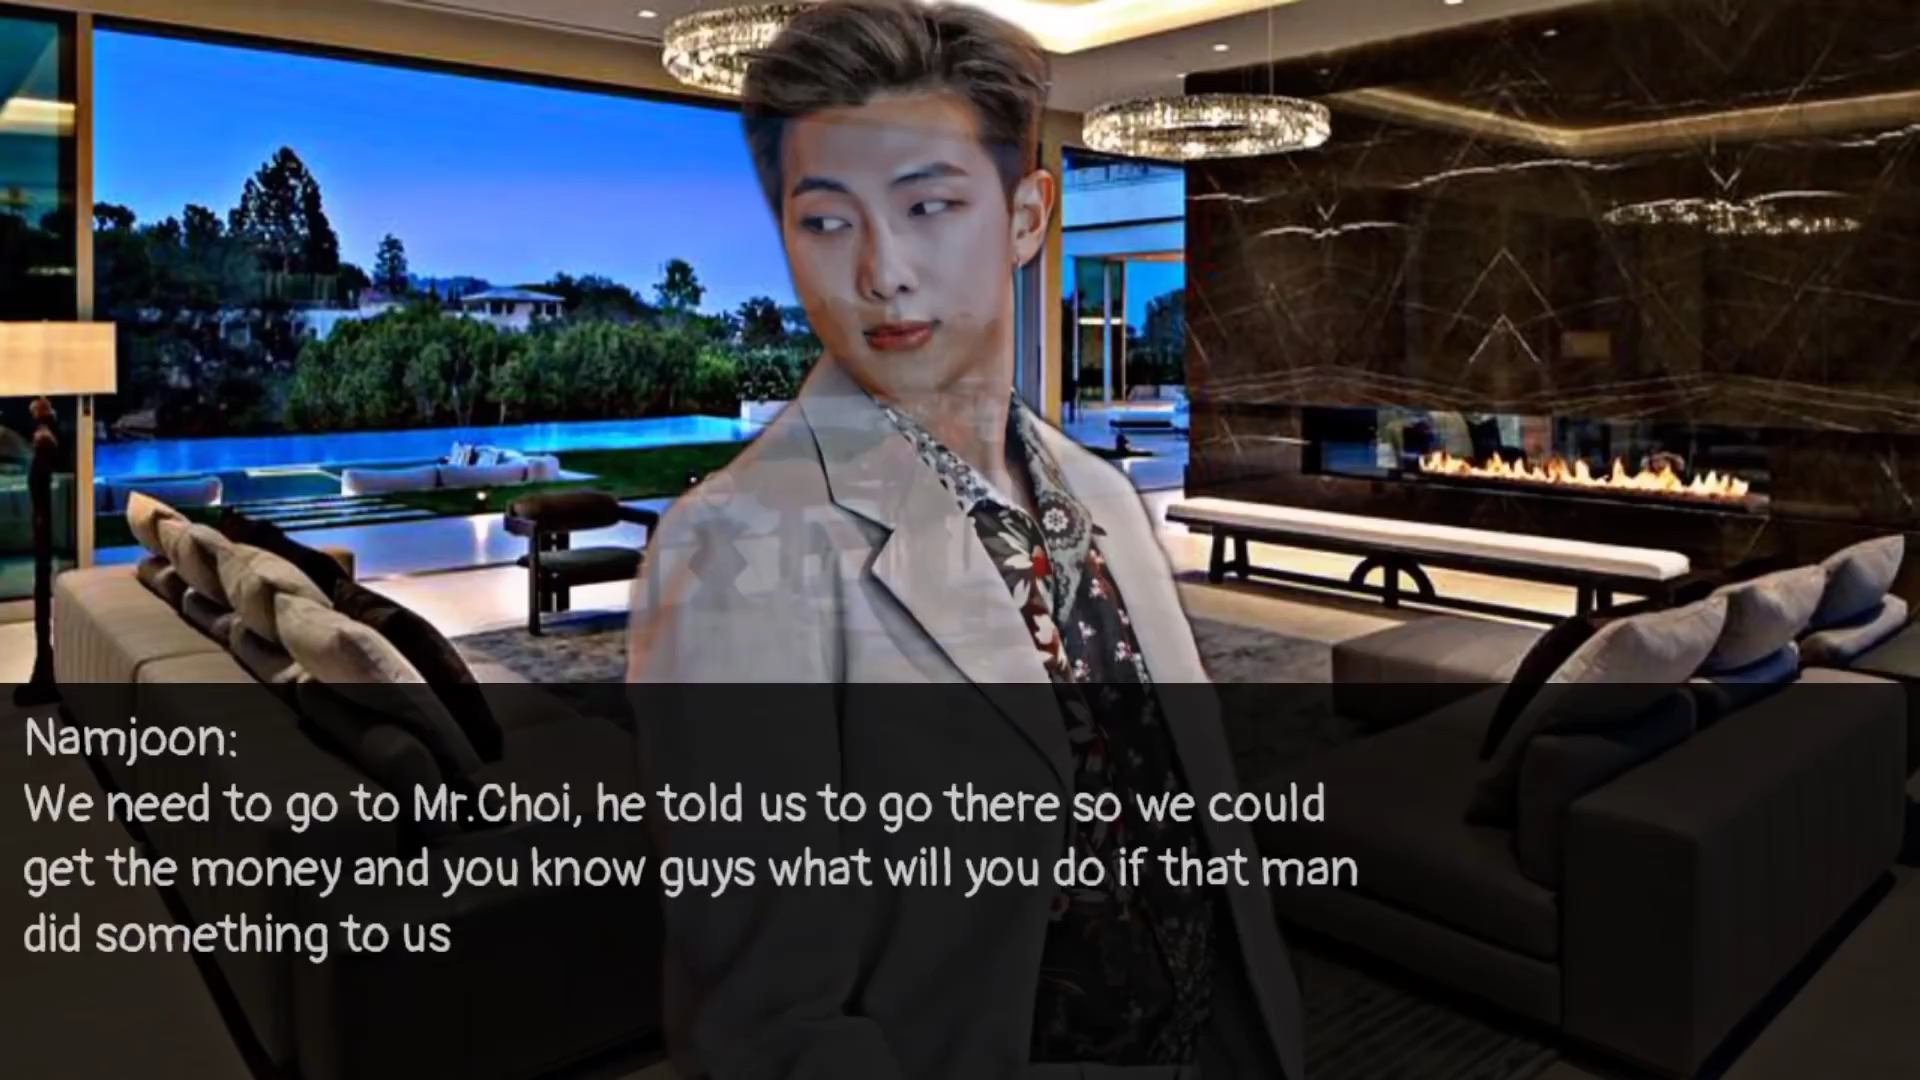 Namjoon:
We need to go to Mr.Choi, he told us to go there so we could
get the money and you know guys what will you do if that man
did something to us